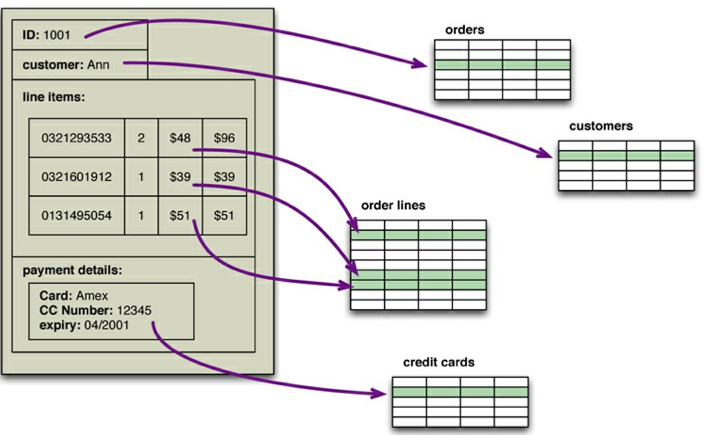 ID: 1001
customer: Ann
line items:
0321293533 2 $48 $96
0321601912 1 $39 $39
0131495054 1 $51 $51
payment details:
Card: Amex
CC Number: 12345
expiry: 04/2001
orders
customers
order lines
credit cards